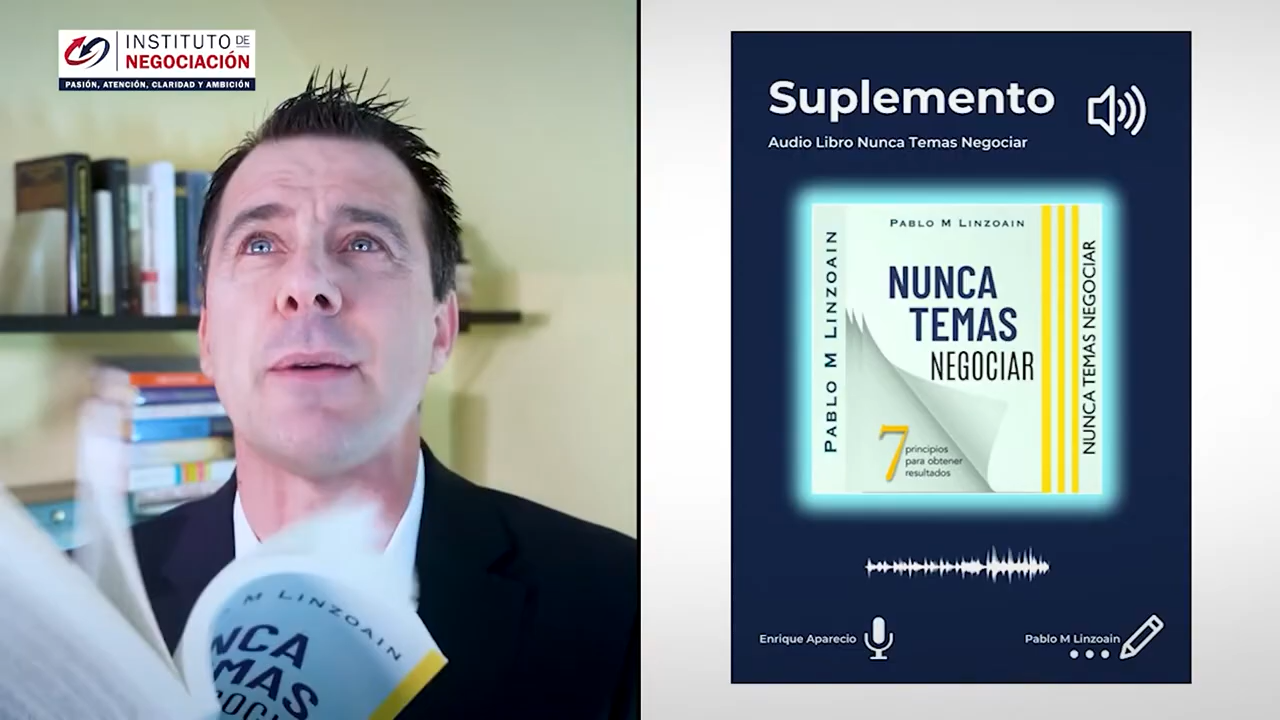 INSTITUTO DE
NEGOCIACIÓN
PASIÓN, ATENCIÓN, CLARIDAD Y AMBICIÓN
M LINZOAIN
NCA
MAS
Suplemento
Audio Libro Nunca Temas Negociar
PABLO M LINZOAIN
PABLO M LINZOAIN
NUNCA
TEMAS
NEGOCIAR
7 principios
para obtener
resultados
NUNCA TEMAS NEGOCIAR
Enrique Aparecio
Pablo M Linzoain